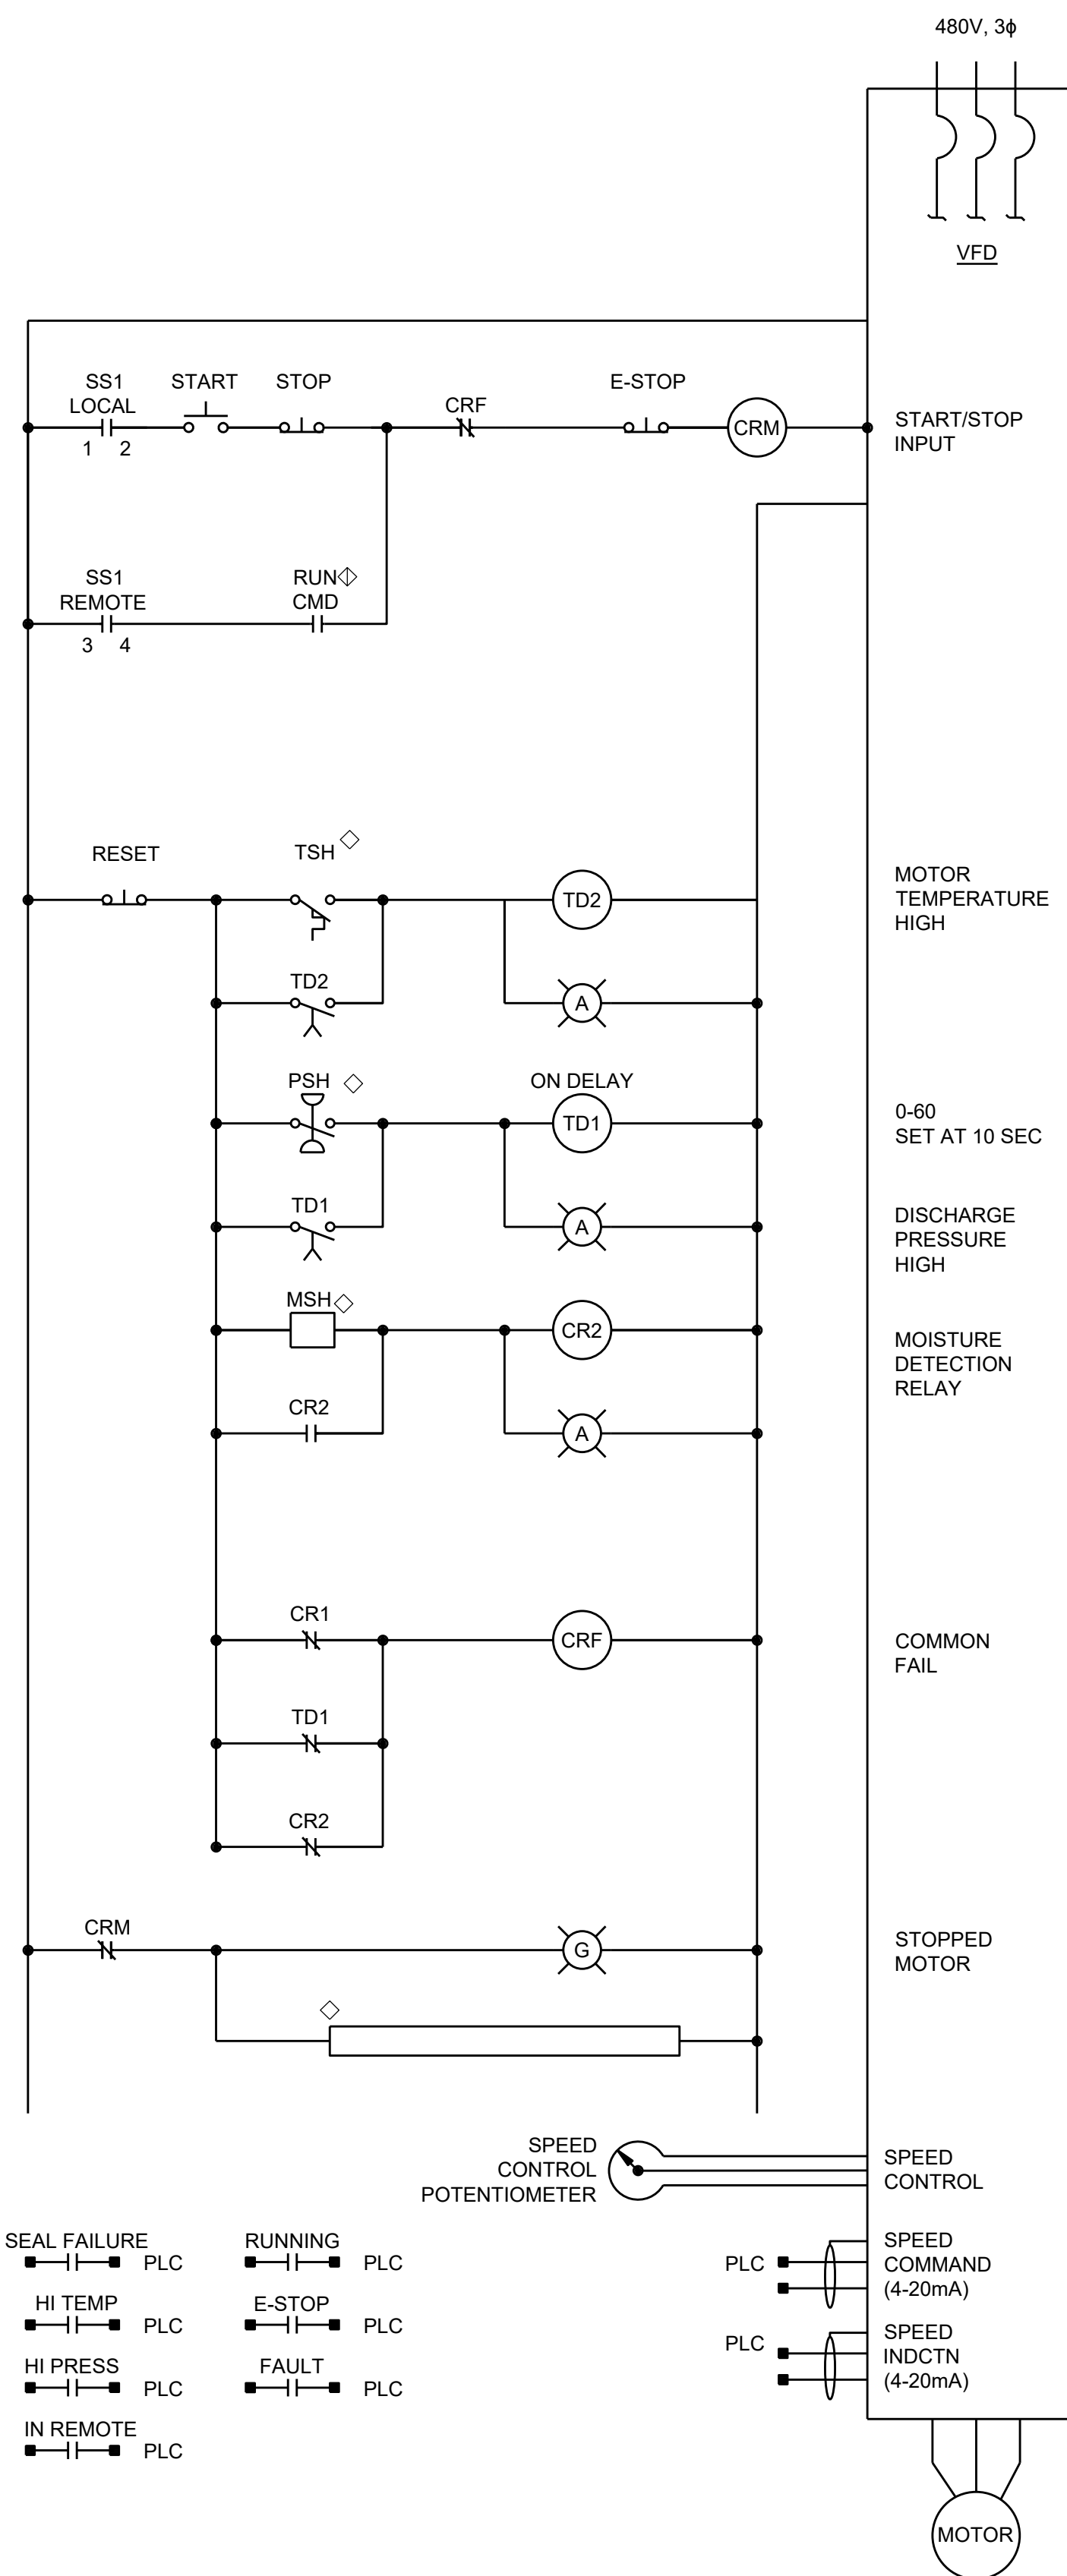 480V, 3ϕ
VFD
SS1
LOCAL
START
STOP
CRF
E-STOP
1 2
CRM
START/STOP
INPUT
SS1
REMOTE
RUN
CMD
3 4
RESET
TSH
TD2
MOTOR
TEMPERATURE
HIGH
TD2
A
PSH
ON DELAY
TD1
0-60
SET AT 10 SEC
TD1
A
DISCHARGE
PRESSURE
HIGH
MSH
CR2
MOISTURE
DETECTION
RELAY
CR2
A
CR1
CRF
COMMON
FAIL
TD1
CR2
CRM
G
STOPPED
MOTOR
SPEED
CONTROL
POTENTIOMETER
SPEED
CONTROL
SEAL FAILURE
PLC
RUNNING
PLC
PLC
SPEED
COMMAND
(4-20mA)
HI TEMP
PLC
E-STOP
PLC
PLC
SPEED
INDCTN
(4-20mA)
HI PRESS
PLC
FAULT
PLC
IN REMOTE
PLC
MOTOR